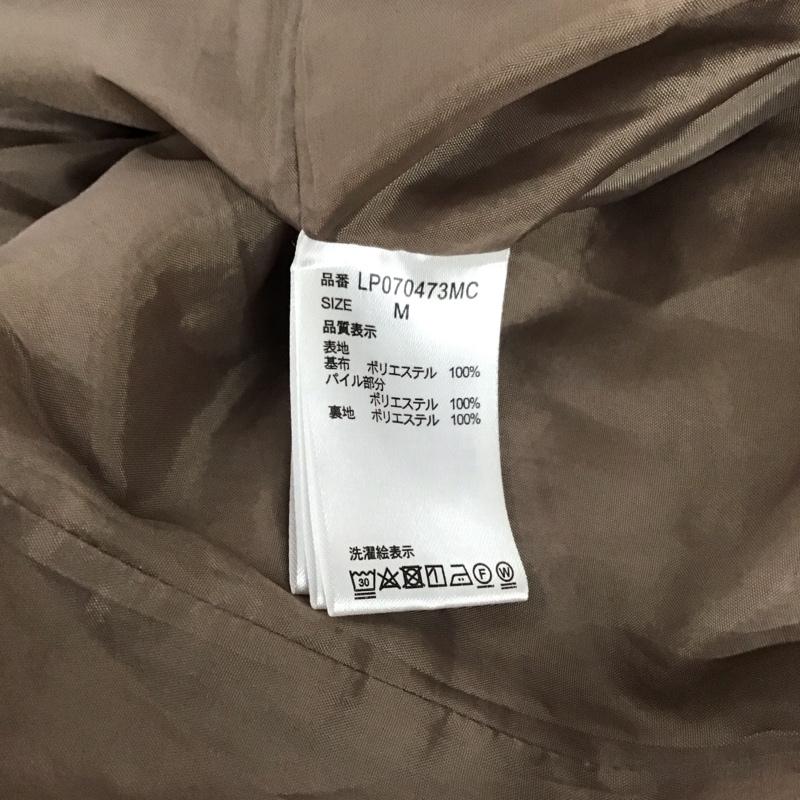 品番 LP070473MC
SIZE M
品質表示
表地
基布 ポリエステル 100%
パイル部分
ポリエステル 100%
裏地 ポリエステル 100%
洗濯絵表示
30 F W